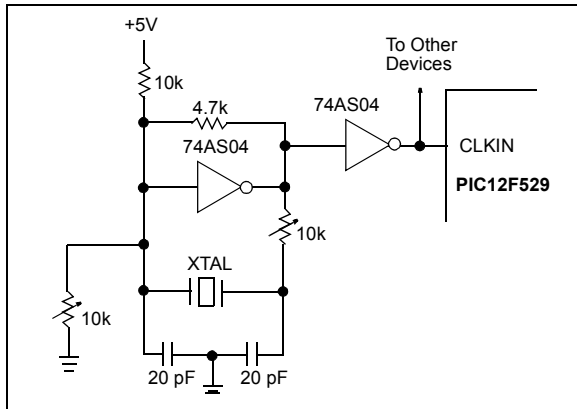 +5V
To Other
Devices
10k
4.7k
74AS04
74AS04
CLKIN
PIC12F529
10k
XTAL
10k
20 pF
20 pF